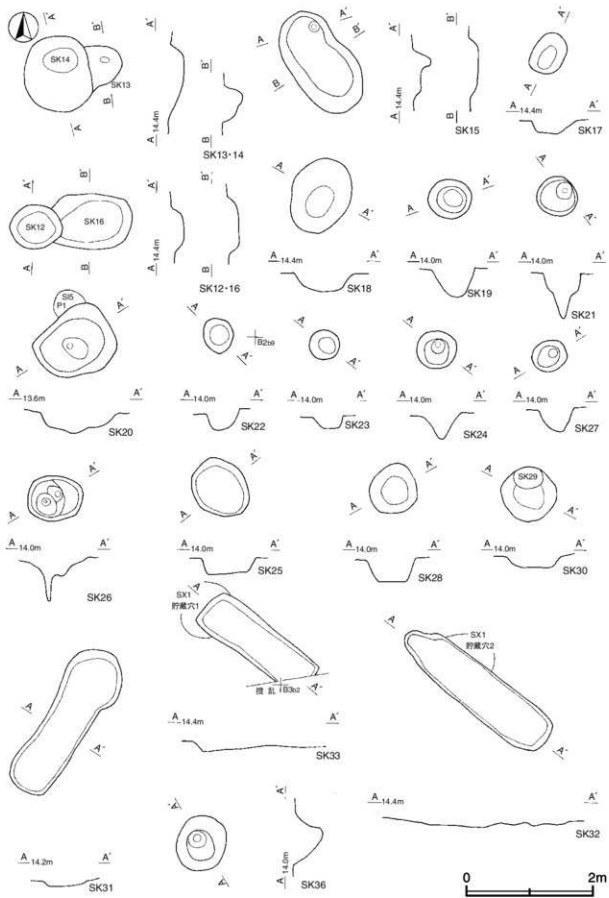 A´
B´
SK14
SK13
B
A
A´
B´
A 14.4m
B
SK13・14
A´
B´
A
B
A´
B´
A 14.4m
B
SK15
A´
A
A 14.4m A´
SK17
A´
B´
SK12
SK16
A
B
A´
B´
A 14.4m
B
SK12・16
A
A´
A 14.4m A´
SK18
A´
A
A 14.0m A´
SK19
A
A´
A 14.0m A´
SK21
SI5
P1
A´
A
A 13.6m A´
SK20
A
A´
B2b9
A 14.0m A´
SK22
A
A´
A 14.0m A´
SK23
A
A´
A 14.0m A´
SK24
A´
A
A 14.0m A´
SK27
A´
A
A 14.0m A´
SK26
A´
A
A 14.0m A´
SK25
A´
A
A 14.0m A´
SK28
A
SK29
A´
A 14.0m A´
SK30
A
A´
A 14.2m A´
SK31
SX1
貯蔵穴1
A
撹乱
B3b2
A´
A 14.4m A´
SK33
A
SX1
貯蔵穴2
A´
A 14.4m A´
SK32
A
A´
A´
A 14.0m
SK36
0 2m